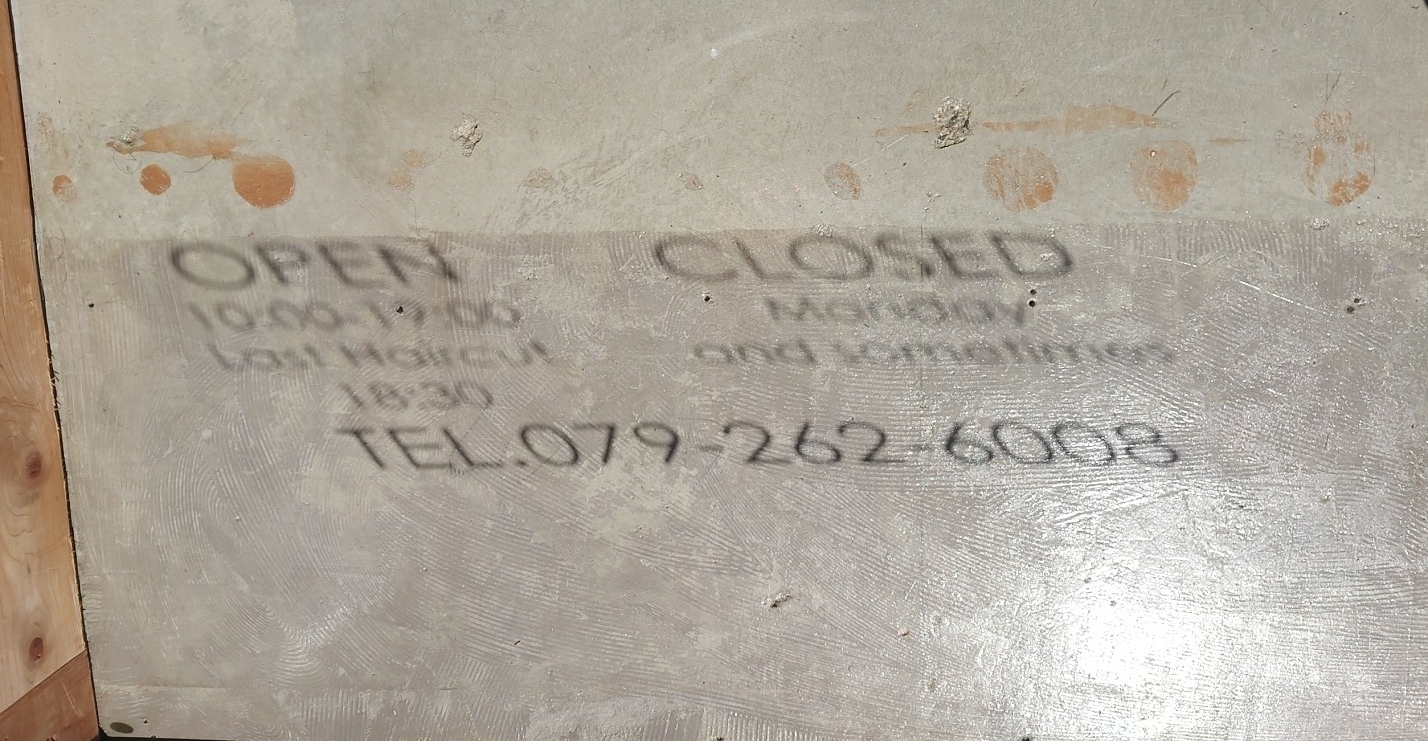 OPEN
10:00-19:00
Last Haircut
18:30
CLOSED
Monday
and sometimes
TEL.079-262-6008